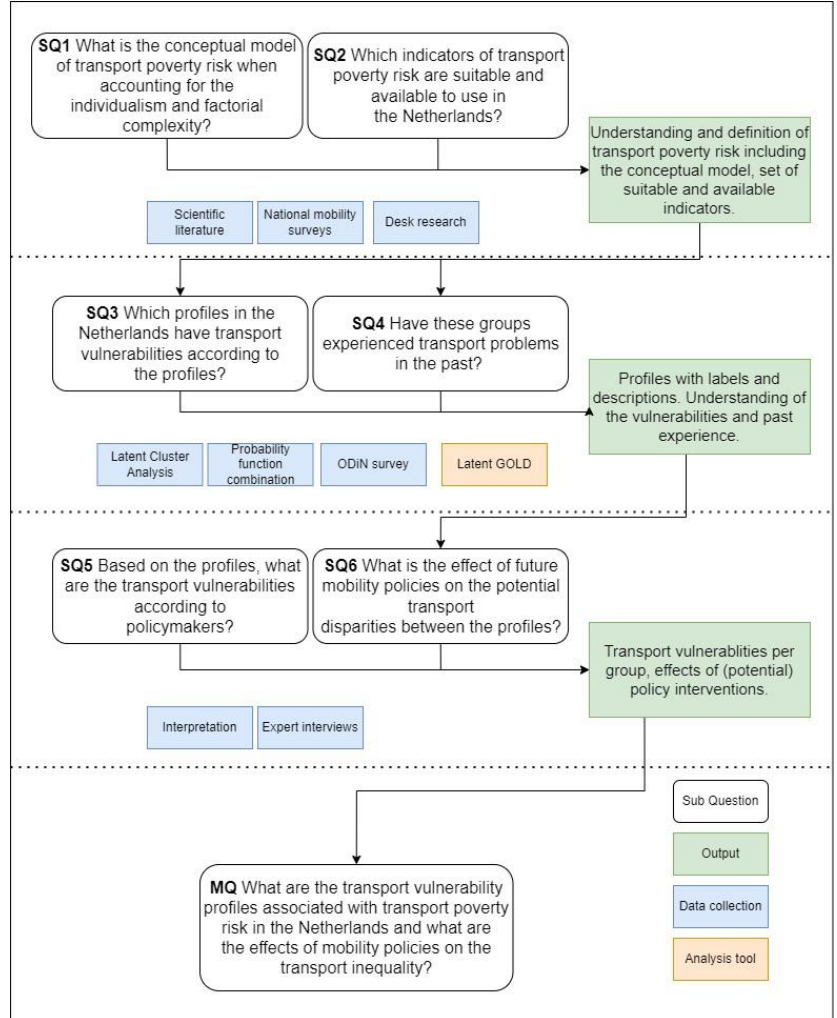 SQ1 What is the conceptual model
of transport poverty risk when
accounting for the
individualism and factorial
complexity?
SQ2 Which indicators of transport
poverty risk are suitable and
available to use in
the Netherlands?
Understanding and definition of
transport poverty risk including
the conceptual model, set of
suitable and available
indicators.
Scientific
literature
National mobility
surveys
Desk research
SQ3 Which profiles in the
Netherlands have transport
vulnerabilities according to
the profiles?
SQ4 Have these groups
experienced transport problems
in the past?
Profiles with labels and
descriptions. Understanding of
the vulnerabilities and past
experience.
Latent Cluster
Analysis
Probability
function
combination
ODiN survey
Latent GOLD
SQ5 Based on the profiles, what
are the transport vulnerabilities
according to
policymakers?
SQ6 What is the effect of future
mobility policies on the potential
transport
disparities between the profiles?
Transport vulnerablities per
group, effects of (potential)
policy interventions.
Interpretation
Expert interviews
Sub Question
Output
Data collection
Analysis tool
MQ What are the transport vulnerability
profiles associated with transport poverty
risk in the Netherlands and what are
the effects of mobility policies on the
transport inequality?